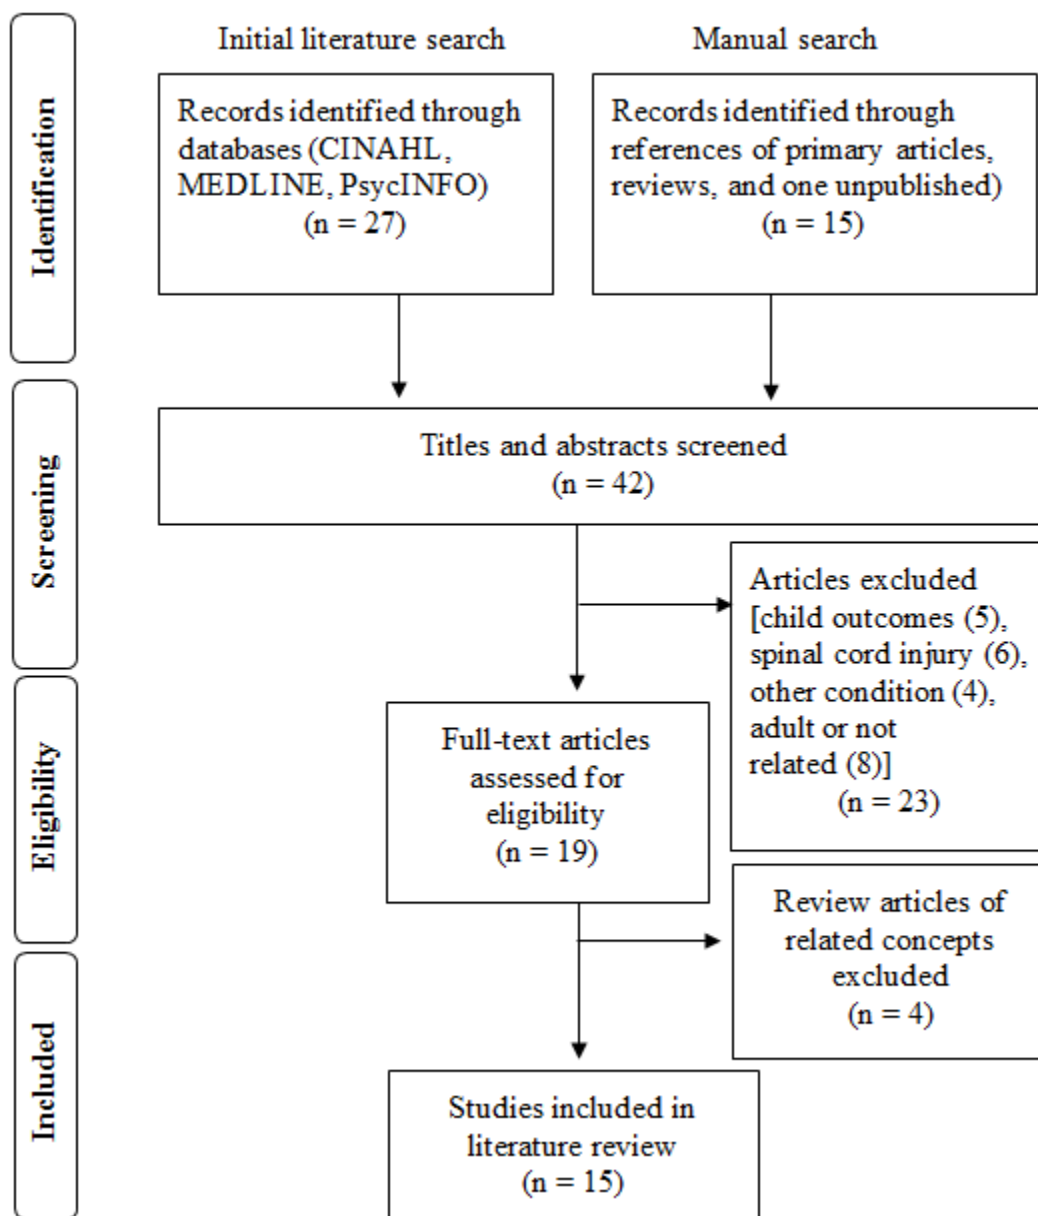 Identification
Initial literature search
Manual search
Records identified through
databases (CINAHL,
MEDLINE, PsycINFO)
(n = 27)
Records identified through
references of primary articles,
reviews, and one unpublished)
(n = 15)
Screening
Titles and abstracts screened
(n = 42)
Articles excluded
[child outcomes (5),
spinal cord injury (6),
other condition (4),
adult or not
related (8)]
(n = 23)
Eligibility
Full-text articles
assessed for
eligibility
(n = 19)
Review articles of
related concepts
excluded
(n = 4)
Included
Studies included in
literature review
(n = 15)